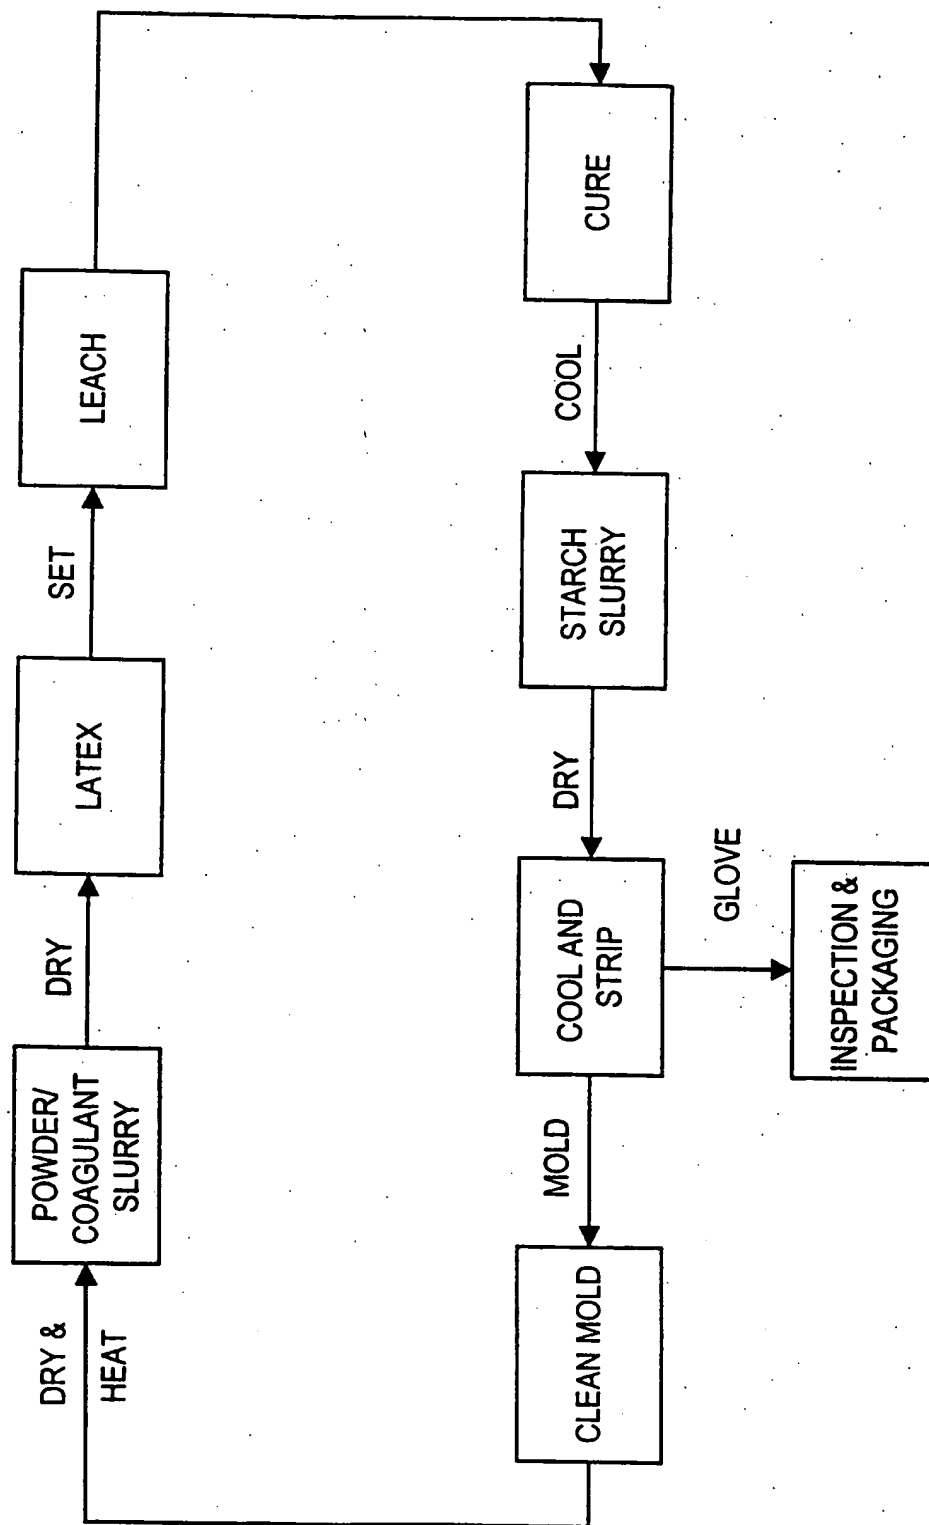 DRY &
HEAT
POWDER/
COAGULANT
SLURRY
DRY
LATEX
SET
LEACH
CLEAN MOLD
MOLD
COOL AND
STRIP
DRY
STARCH
SLURRY
COOL
CURE
GLOVE
INSPECTION &
PACKAGING